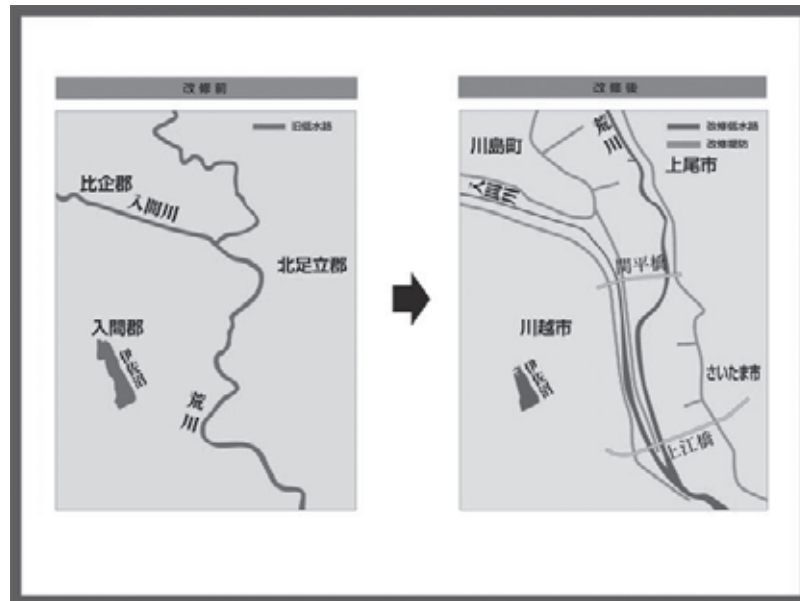 改修前
旧低水路
比企郡
入間川
北足立郡
入間郡
伊佐沼
荒川
改修後
改修低水路
改修堤防
荒川
川島町
上尾市
入間川
開平橋
川越市
伊佐沼
さいたま市
上江橋